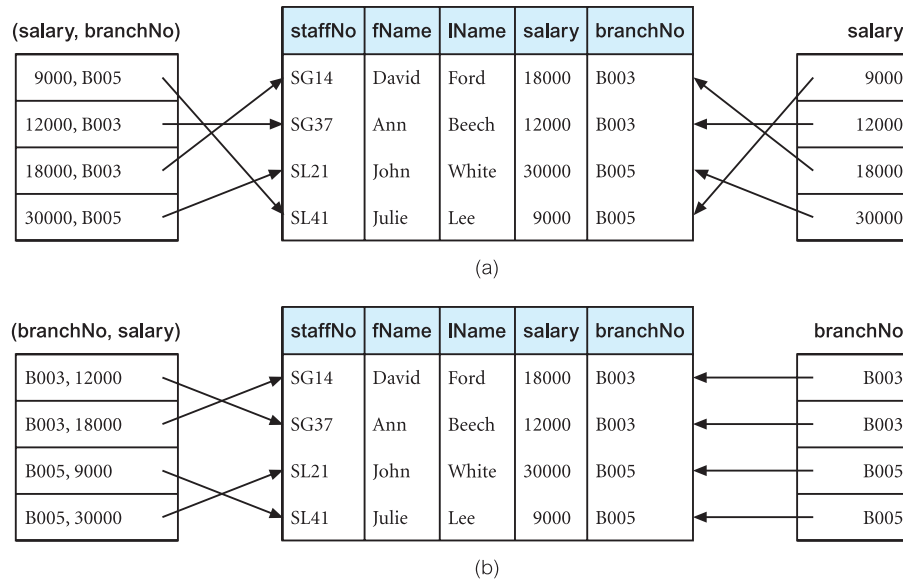 (salary, branchNo) staffNo fName lName salary branchNo salary
9000, B005 SG14 David Ford 18000 B003 9000
12000, B003 SG37 Ann Beech 12000 B003 12000
18000, B003 SL21 John White 30000 B005 18000
30000, B005 SL41 Julie Lee 9000 B005 30000
(a)
(branchNo, salary) staffNo fName lName salary branchNo branchNo
B003, 12000 SG14 David Ford 18000 B003 B003
B003, 18000 SG37 Ann Beech 12000 B003 B003
B005, 9000 SL21 John White 30000 B005 B005
B005, 30000 SL41 Julie Lee 9000 B005 B005
(b)